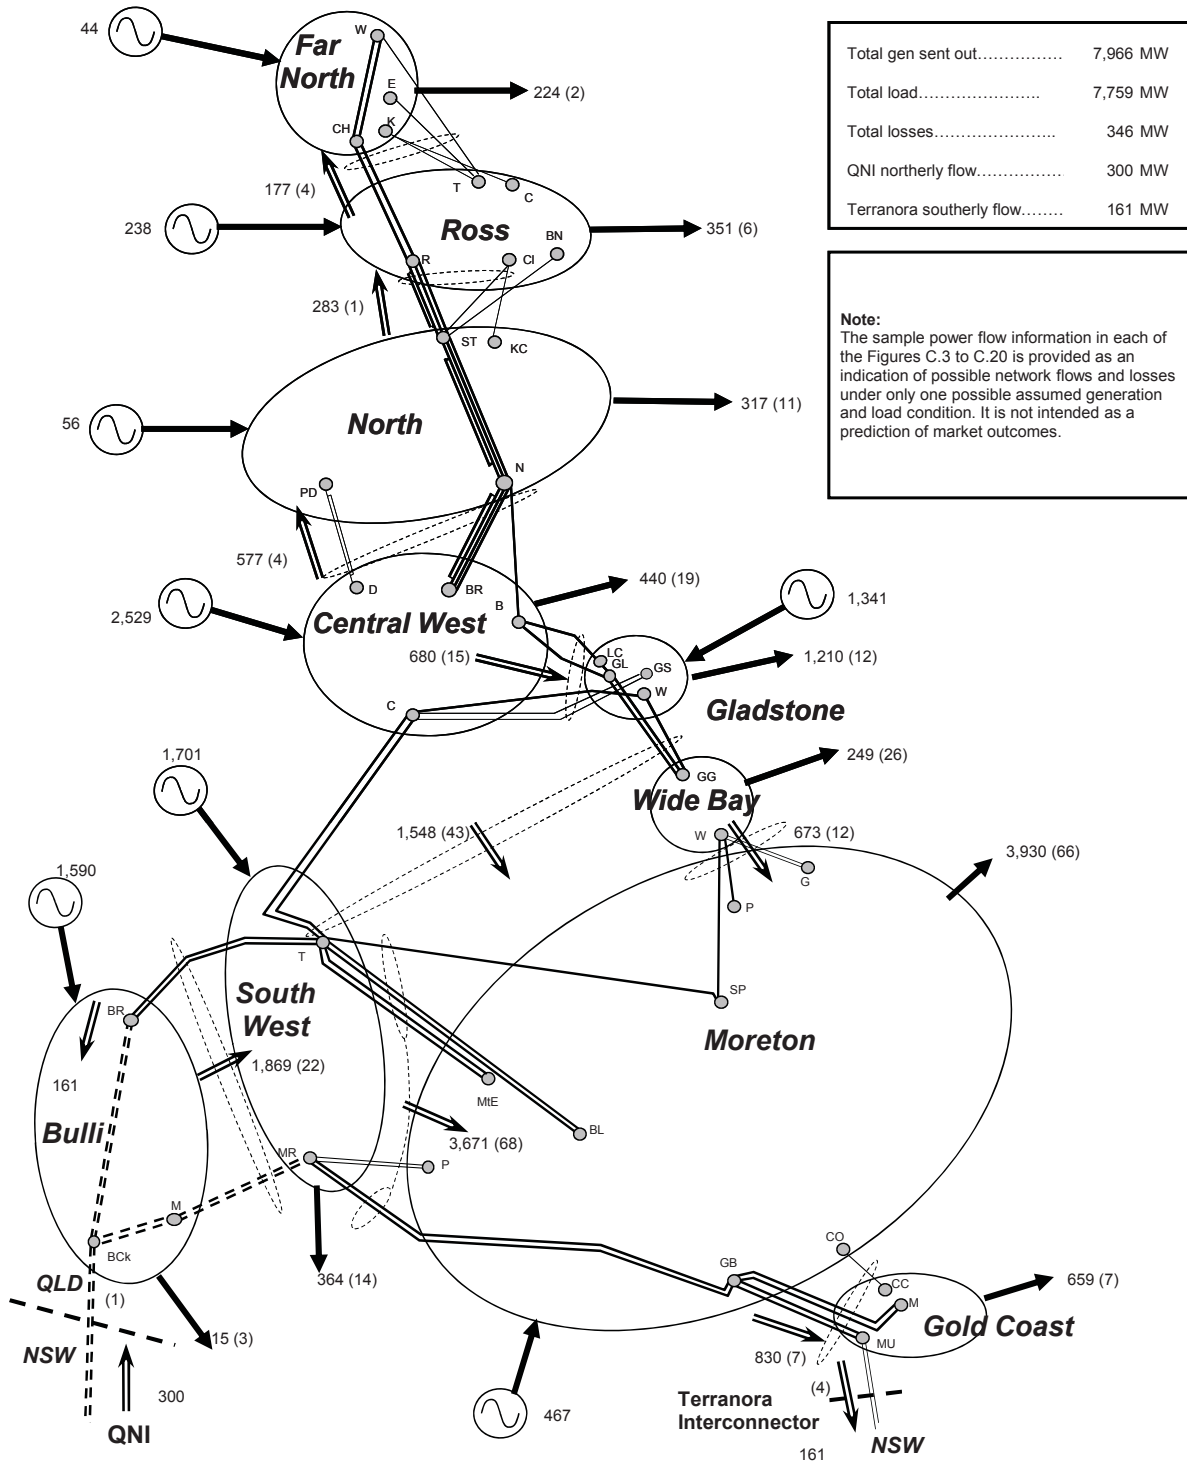 44
W
Far
North
E
K
CH
224 (2)
177 (4)
T
C
238
Ross
BN
R
CI
351 (6)
283 (1)
ST
KC
56
North
317 (11)
N
PD
577 (4)
D
BR
440 (19)
2,529
B
1,341
Central West
680 (15)
LC
GL
GS
W
1,210 (12)
C
Gladstone
1,701
GG
249 (26)
Wide Bay
1,548 (43)
W
673 (12)
G
P
3,930 (66)
1,590
T
SP
South
West
Moreton
BR
161
1,869 (22)
MtE
BL
Bulli
3,671 (68)
MR
P
M
BCk
364 (14)
QLD
(1)
NSW
15 (3)
300
QNI
CO
GB
CC
M
659 (7)
Gold Coast
MU
830 (7)
(4)
467
Terranora
Interconnector
161
NSW
Total gen sent out................ 7,966 MW
Total load...................... 7,759 MW
Total losses...................... 346 MW
QNI northerly flow................ 300 MW
Terranora southerly flow........ 161 MW
Note:
The sample power flow information in each of
the Figures C.3 to C.20 is provided as an
indication of possible network flows and losses
under only one possible assumed generation
and load condition. It is not intended as a
prediction of market outcomes.